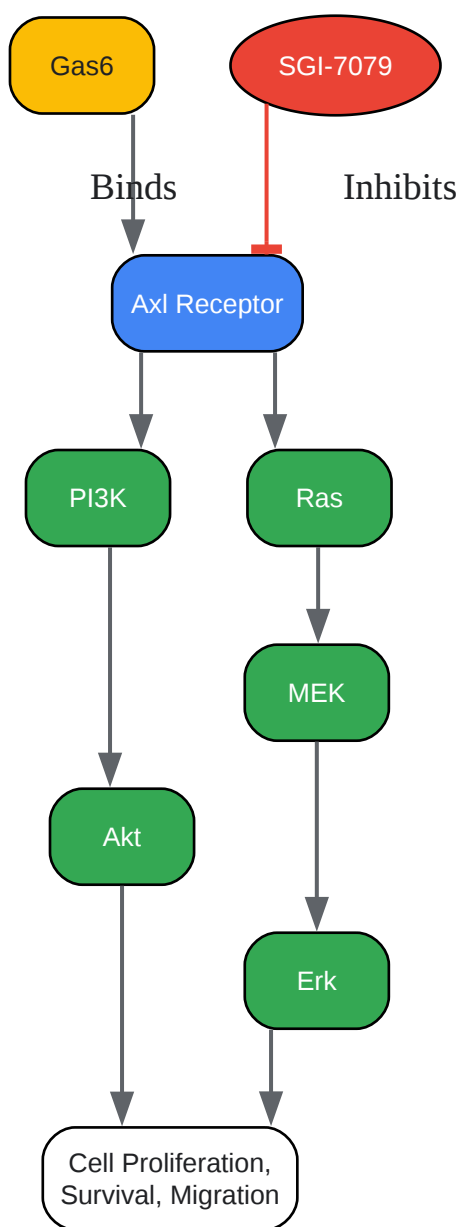 Gas6
SGI-7079
Binds
Inhibits
Axl Receptor
PI3K
Ras
MEK
Akt
Erk
Cell Proliferation,
Survival, Migration